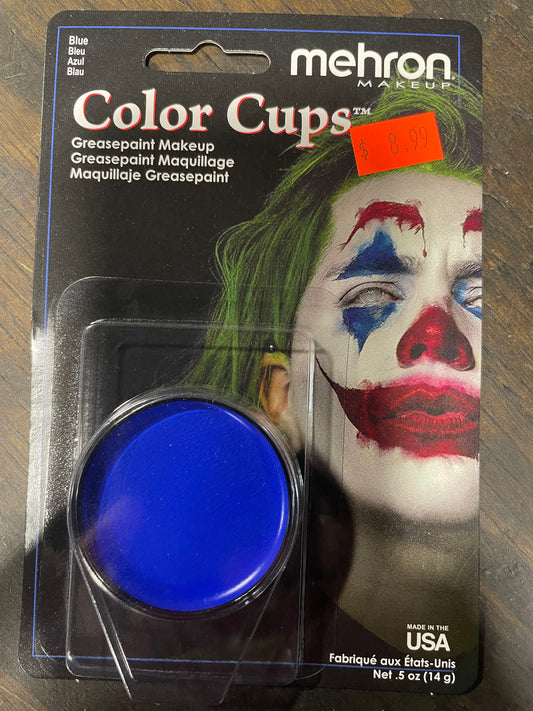 Blue
Bleu
Azul
Blau
mehron
MAKEUP
Color Cups™
$ 8.99
Greasepaint Makeup
Greasepaint Maquillage
Maquillaje Greasepaint
MADE IN THE
USA
Fabriqué aux États-Unis
Net .5 oz (14 g)